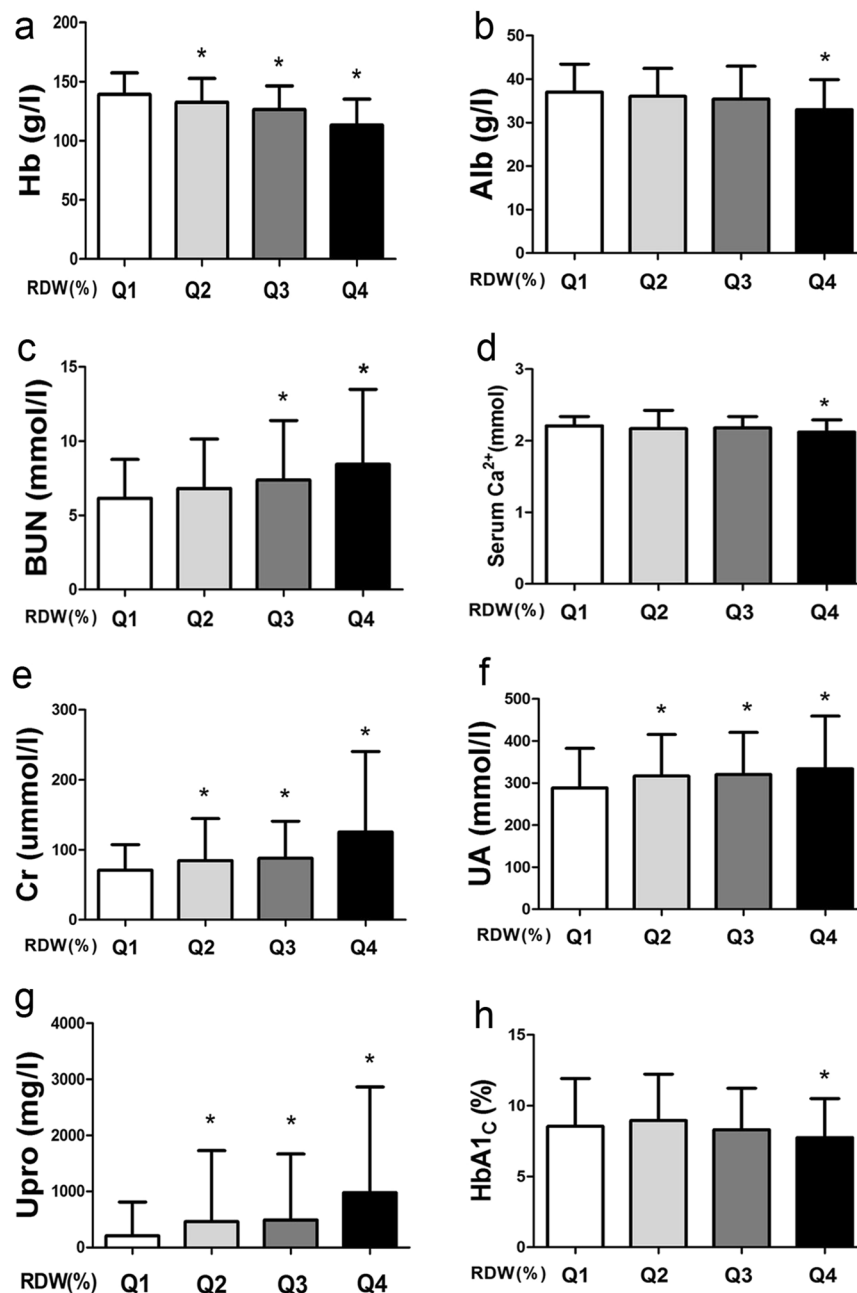 a
Hb (g/l)
200
150
100
50
0
* * *
RDW(%) Q1 Q2 Q3 Q4
b
Alb (g/l)
50
40
30
20
10
0
*
RDW(%) Q1 Q2 Q3 Q4
c
BUN (mmol/l)
15
10
5
0
* *
RDW(%) Q1 Q2 Q3 Q4
d
Serum Ca²⁺(mmol)
3
2
1
0
*
RDW(%) Q1 Q2 Q3 Q4
e
Cr (ummol/l)
300
200
100
0
* * *
RDW(%) Q1 Q2 Q3 Q4
f
UA (mmol/l)
500
400
300
200
100
0
* * *
RDW(%) Q1 Q2 Q3 Q4
g
Upro (mg/l)
4000
3000
2000
1000
0
* * *
RDW(%) Q1 Q2 Q3 Q4
h
HbA1C (%)
15
10
5
0
*
RDW(%) Q1 Q2 Q3 Q4